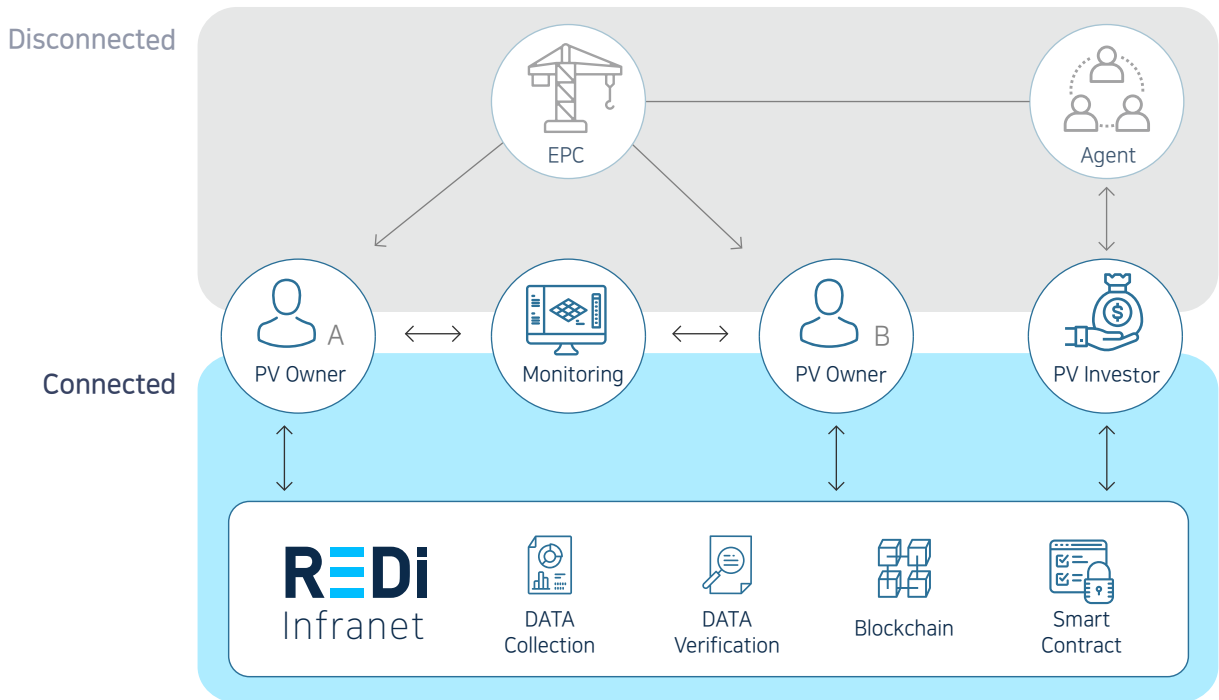 Disconnected
EPC
Agent
A
B
$
PV Owner
Monitoring
PV Owner
PV Investor
Connected
REDi
Infranet
DATA
Collection
DATA
Verification
Blockchain
Smart
Contract